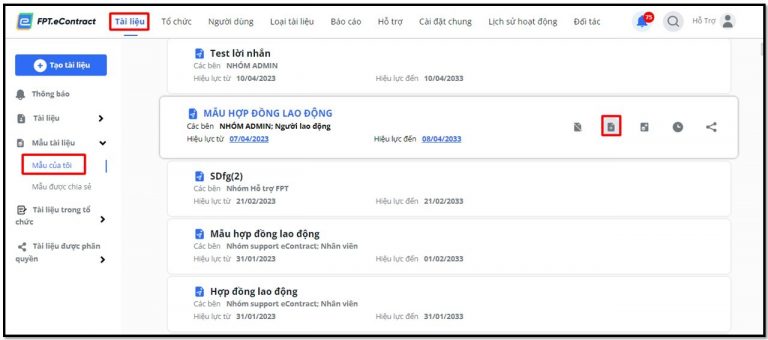 FPT.eContract Tài liệu Tổ chức Người dùng Loại tài liệu Báo cáo Hỗ trợ Cài đặt chung Lịch sử hoạt động Đối tác 75 Hỗ Trợ
Tạo tài liệu
Thông báo
Tài liệu
Mẫu tài liệu
Mẫu của tôi
Mẫu được chia sẻ
Tài liệu trong tổ
chức
Tài liệu được phân
quyền
Test lời nhắn
Các bên NHÓM ADMIN
Hiệu lực từ 10/04/2023 Hiệu lực đến 10/04/2033
MẪU HỢP ĐỒNG LAO ĐỘNG
Các bên NHÓM ADMIN; Người lao động
Hiệu lực từ 07/04/2023 Hiệu lực đến 08/04/2033
SDfg(2)
Các bên Nhóm Hỗ trợ FPT
Hiệu lực từ 21/02/2023 Hiệu lực đến 21/02/2033
Mẫu hợp đồng lao động
Các bên Nhóm support eContract; Nhân viên
Hiệu lực từ 31/01/2023 Hiệu lực đến 01/02/2033
Hợp đồng lao động
Các bên Nhóm support eContract; Nhân viên
Hiệu lực từ 31/01/2023 Hiệu lực đến 31/01/2033